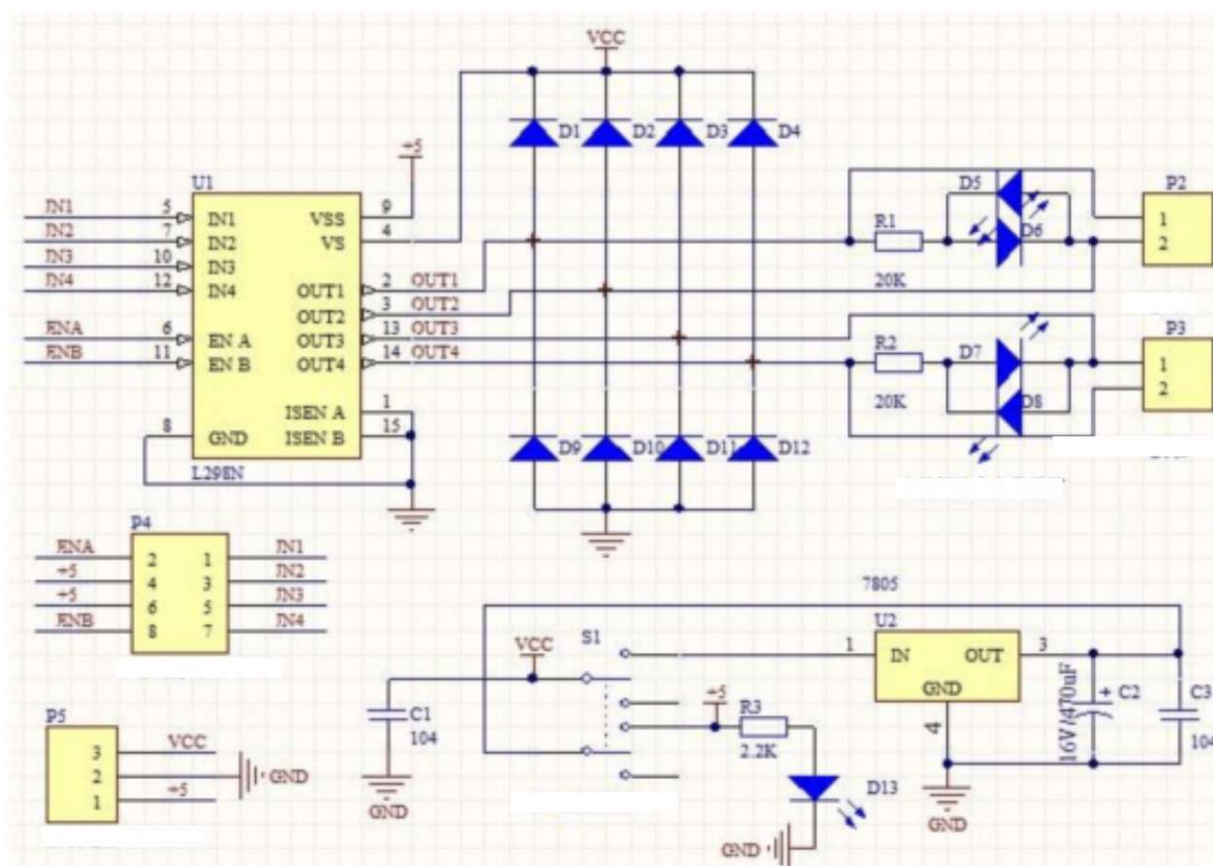 VCC
D1 D2 D3 D4
+5
U1
IN1 5 IN1 VSS 9
IN2 7 IN2 VS 4
IN3 10 IN3
IN4 12 IN4 OUT1 2 OUT1
OUT2 3 OUT2
ENA 6 EN A OUT3 13 OUT3
ENB 11 EN B OUT4 14 OUT4
ISEN A 1
8 GND ISEN B 15
L298N
D5 P2
R1 D6 1
20K 2
R2 D7 P3
20K D8 1
2
D9 D10 D11 D12
P4
ENA 2 1 IN1
+5 4 3 IN2
+5 6 5 IN3
ENB 8 7 IN4
7805
S1 U2
VCC 1 IN OUT 3
GND
4
C1
104
GND
+5 R3
2.2K
D13
GND
+ C2
16V/470uF
C3
104
GND
P5
3 VCC
2 GND
1 +5